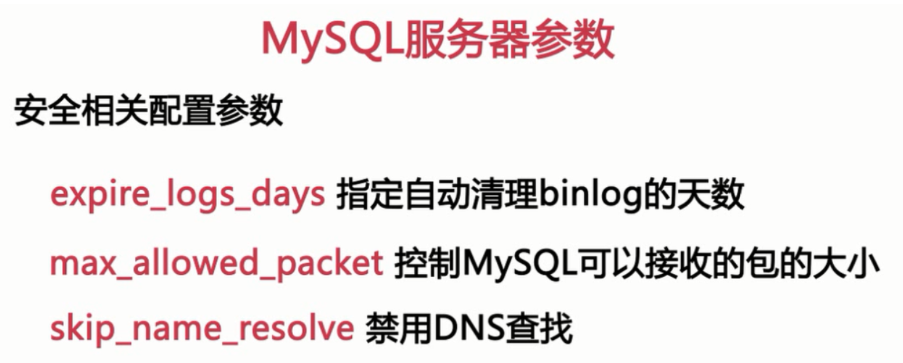 MySQL服务器参数
安全相关配置参数
expire_logs_days 指定自动清理binlog的天数
max_allowed_packet 控制MySQL可以接收的包的大小
skip_name_resolve 禁用DNS查找